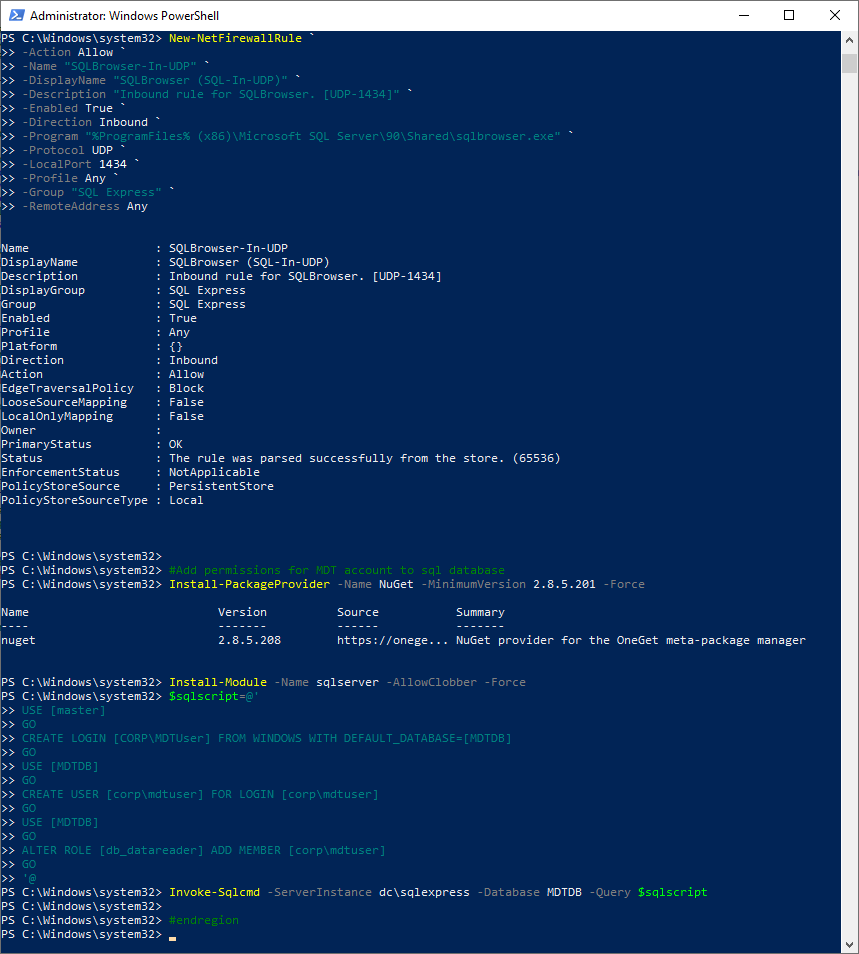 Administrator: Windows PowerShell
PS C:\Windows\system32> New-NetFirewallRule `
>> -Action Allow `
>> -Name "SQLBrowser-In-UDP" `
>> -DisplayName "SQLBrowser (SQL-In-UDP)" `
>> -Description "Inbound rule for SQLBrowser. [UDP-1434]" `
>> -Enabled True `
>> -Direction Inbound `
>> -Program "%ProgramFiles% (x86)\Microsoft SQL Server\90\Shared\sqlbrowser.exe" `
>> -Protocol UDP `
>> -LocalPort 1434 `
>> -Profile Any `
>> -Group "SQL Express" `
>> -RemoteAddress Any
Name                  : SQLBrowser-In-UDP
DisplayName           : SQLBrowser (SQL-In-UDP)
Description           : Inbound rule for SQLBrowser. [UDP-1434]
DisplayGroup          : SQL Express
Group                 : SQL Express
Enabled               : True
Profile               : Any
Platform              : {}
Direction             : Inbound
Action                : Allow
EdgeTraversalPolicy   : Block
LooseSourceMapping    : False
LocalOnlyMapping      : False
Owner                 :
PrimaryStatus         : OK
Status                : The rule was parsed successfully from the store. (65536)
EnforcementStatus     : NotApplicable
PolicyStoreSource     : PersistentStore
PolicyStoreSourceType : Local
PS C:\Windows\system32>
PS C:\Windows\system32> #Add permissions for MDT account to sql database
PS C:\Windows\system32> Install-PackageProvider -Name NuGet -MinimumVersion 2.8.5.201 -Force
Name                           Version          Source           Summary
----                           -------          ------           -------
nuget                          2.8.5.208        https://onege... NuGet provider for the OneGet meta-package manager
PS C:\Windows\system32> Install-Module -Name sqlserver -AllowClobber -Force
PS C:\Windows\system32> $sqlscript=@'
>> USE [master]
>> GO
>> CREATE LOGIN [CORP\MDTUser] FROM WINDOWS WITH DEFAULT_DATABASE=[MDTDB]
>> GO
>> USE [MDTDB]
>> GO
>> CREATE USER [corp\mdtuser] FOR LOGIN [corp\mdtuser]
>> GO
>> USE [MDTDB]
>> GO
>> ALTER ROLE [db_datareader] ADD MEMBER [corp\mdtuser]
>> GO
>> '@
PS C:\Windows\system32> Invoke-Sqlcmd -ServerInstance dc\sqlexpress -Database MDTDB -Query $sqlscript
PS C:\Windows\system32>
PS C:\Windows\system32> #endregion
PS C:\Windows\system32>